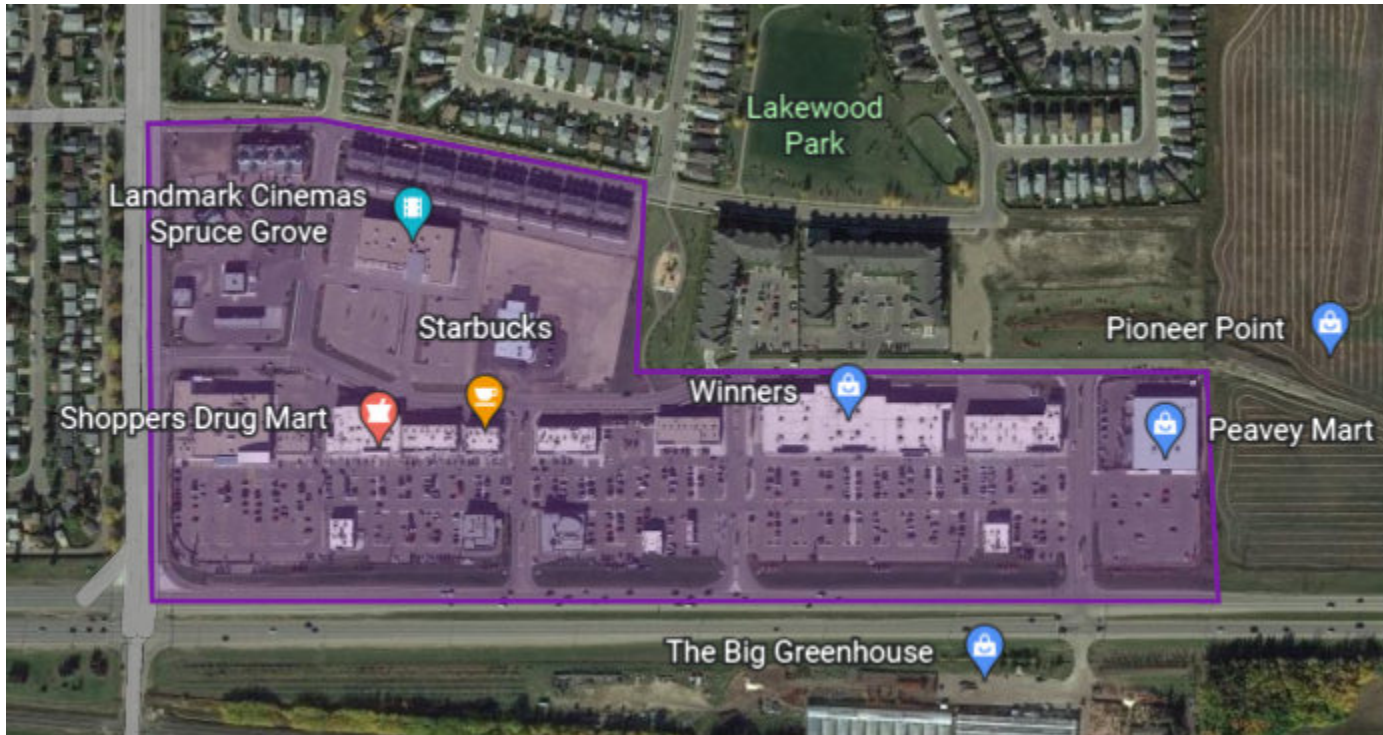 Lakewood
Park
Landmark Cinemas
Spruce Grove
Starbucks
Pioneer Point
Winners
Shoppers Drug Mart
Peavey Mart
The Big Greenhouse